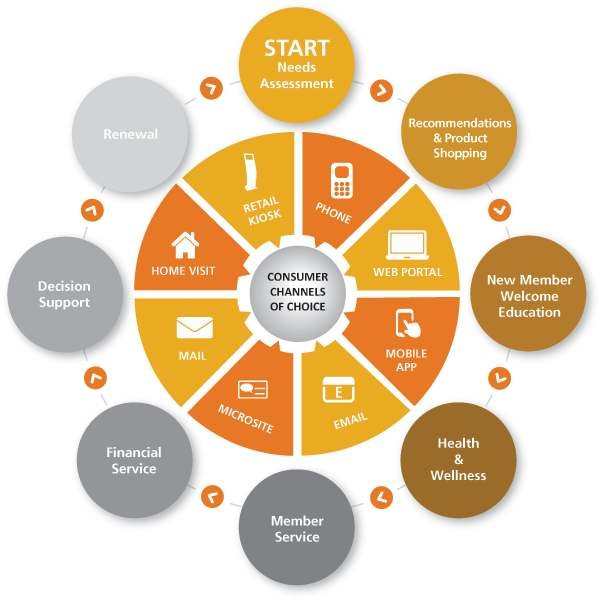 START
Needs
Assessment
Recommendations
& Product
Shopping
New Member
Welcome
Education
Health
&
Wellness
Member
Service
Financial
Service
Decision
Support
Renewal
RETAIL
KIOSK
PHONE
WEB PORTAL
MOBILE
APP
E
EMAIL
MICROSITE
MAIL
HOME VISIT
CONSUMER
CHANNELS
OF CHOICE